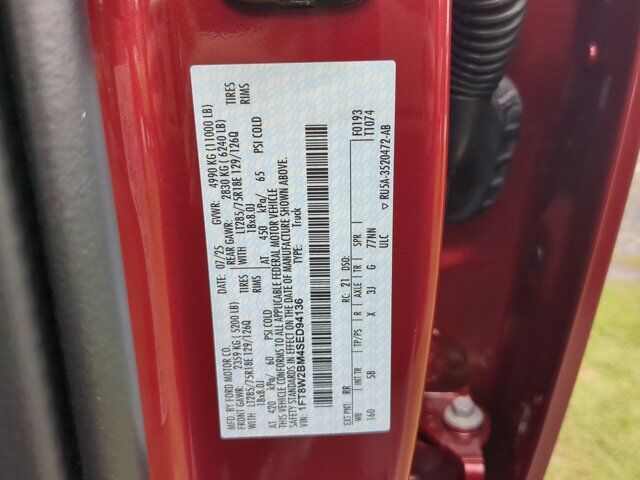 MFD. BY FORD MOTOR CO.
07/25 GVWR: 4990 KG (11000 LB)
FRONT GAWR: 2359 KG (5200 LB) REAR GAWR: 2830 KG (6240 LB)
WITH LT285/75R18E 129/126Q TIRES WITH LT285/75R18E 129/126Q TIRES
18x8.0J RIMS 18x8.0J RIMS
AT 420 kPa/ 60 PSI COLD AT 450 kPa/ 65 PSI COLD
THIS VEHICLE CONFORMS TO ALL APPLICABLE FEDERAL MOTOR VEHICLE
SAFETY STANDARDS IN EFFECT ON THE DATE OF MANUFACTURE SHOWN ABOVE.
VIN: 1FT8W2BM4SED94136 TYPE: Truck
EXT PNT: RR RC: 21 DSO: F0193
WB INT TR TP/PS R AXLE TR SPR T1074
160 5B X 3J G 77NN
ULC ▽ RU5A-3520472-AB